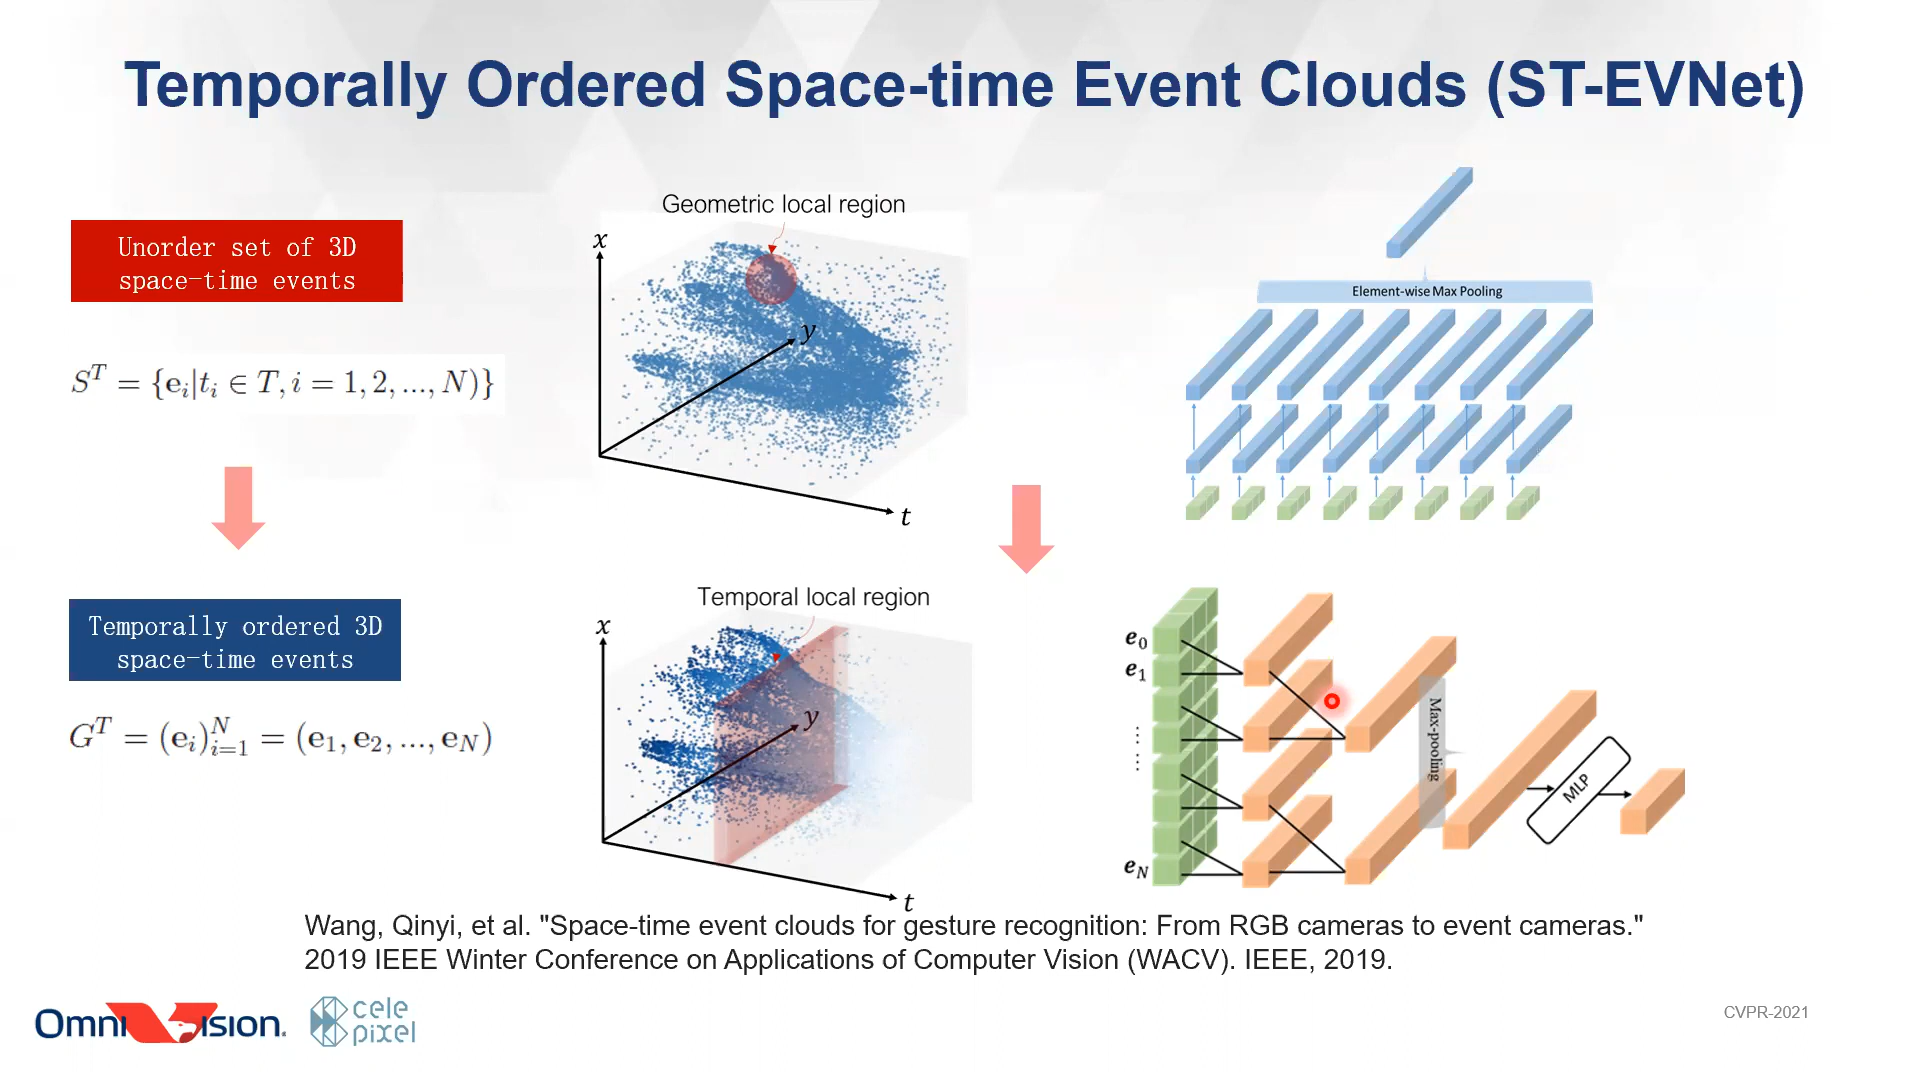 Temporally Ordered Space-time Event Clouds (ST-EVNet)
Unorder set of 3D
space-time events
S^T = {e_i|t_i ∈ T, i = 1, 2, ..., N)}
Geometric local region
x
y
t
Element-wise Max Pooling
Temporally ordered 3D
space-time events
G^T = (e_i)_{i=1}^N = (e_1, e_2, ..., e_N)
Temporal local region
x
y
t
e_0
e_1
e_N
Max-pooling
MLP
Wang, Qinyi, et al. "Space-time event clouds for gesture recognition: From RGB cameras to event cameras."
2019 IEEE Winter Conference on Applications of Computer Vision (WACV). IEEE, 2019.
OmniVision.
cele
pixel
CVPR-2021